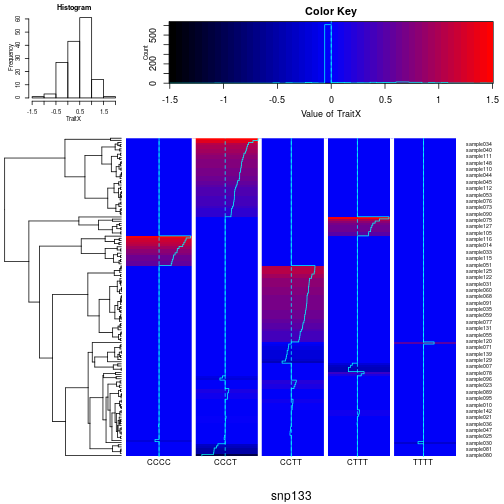 Histogram
Frequency
0 10 20 30 40 50 60
-1.5 -0.5 0.5 1.5
TraitX
Color Key
Count
0 200 500
-1.5 -1 -0.5 0 0.5 1 1.5
Value of TraitX
sample034
sample040
sample111
sample148
sample110
sample044
sample045
sample112
sample053
sample076
sample073
sample090
sample075
sample127
sample105
sample116
sample014
sample033
sample115
sample051
sample125
sample122
sample031
sample060
sample068
sample091
sample035
sample059
sample077
sample131
sample055
sample120
sample071
sample139
sample129
sample007
sample078
sample096
sample023
sample089
sample095
sample010
sample142
sample021
sample036
sample047
sample025
sample030
sample081
sample080
CCCC CCCT CCTT CTTT TTTT
snp133